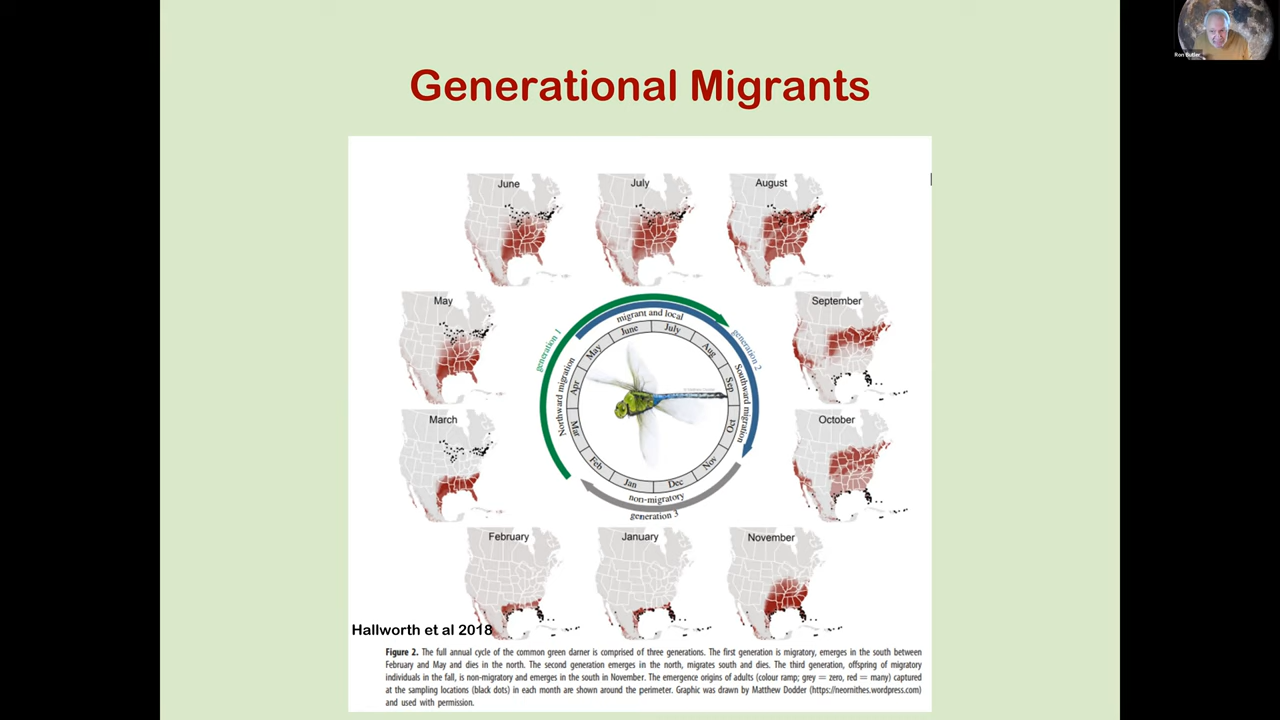 Ron Butler
Generational Migrants
June
July
August
May
September
March
October
February
January
November
migrant and local
generation 1
generation 2
Northward migration
Southward migration
May
June
July
Aug
Sep
Oct
Nov
Dec
Jan
Feb
Mar
Apr
non-migratory
generation 3
Hallworth et al 2018
Figure 2. The full annual cycle of the common green darner is comprised of three generations. The first generation is migratory, emerges in the south between
February and May and dies in the north. The second generation emerges in the north, migrates south and dies. The third generation, offspring of migratory
individuals in the fall, is non-migratory and emerges in the south in November. The emergence origins of adults (colour ramp; grey = zero, red = many) captured
at the sampling locations (black dots) in each month are shown around the perimeter. Graphic was drawn by Matthew Dodder (https://neornithes.wordpress.com)
and used with permission.